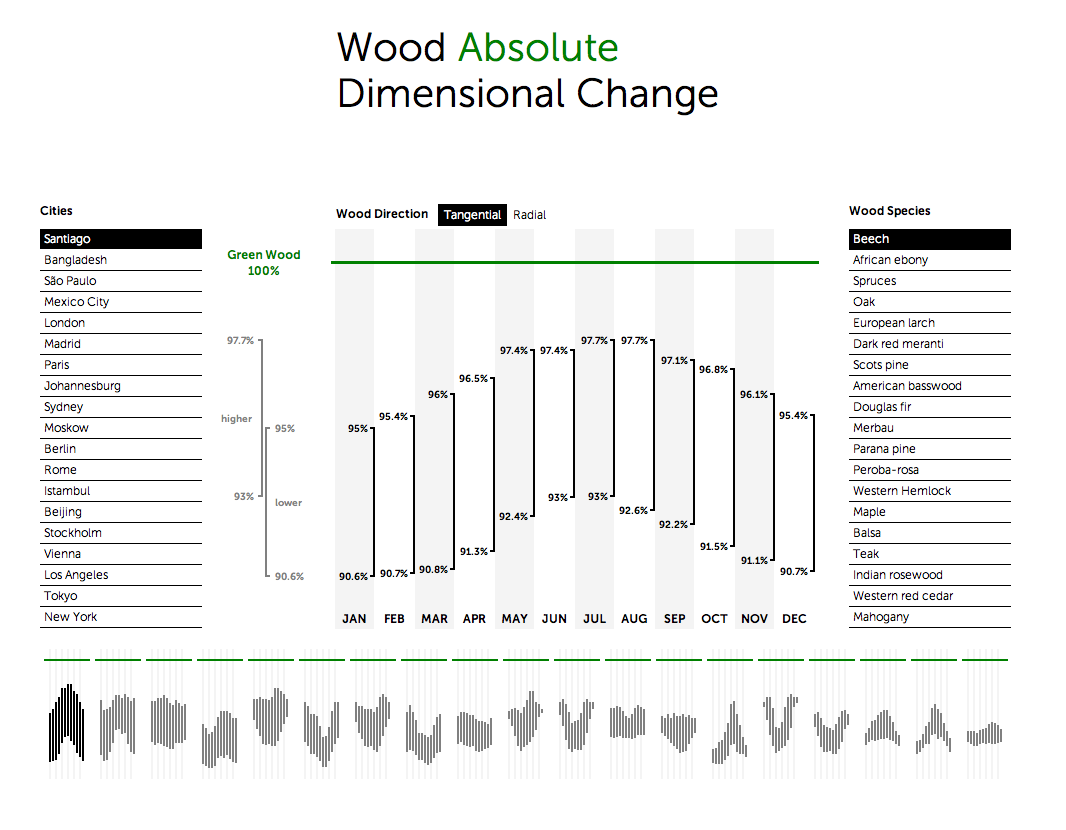 Wood Absolute
Dimensional Change
Cities
Santiago
Bangladesh
São Paulo
Mexico City
London
Madrid
Paris
Johannesburg
Sydney
Moskow
Berlin
Rome
Istambul
Beijing
Stockholm
Vienna
Los Angeles
Tokyo
New York
Green Wood
100%
97.7%
higher
95%
93%
lower
90.6%
Wood Direction Tangential Radial
97.7% 97.7%
97.4% 97.4%
97.1%
96.8%
96.5%
96% 96.1%
95.4% 95.4%
95%
93% 93%
92.6%
92.4%
92.2%
91.5%
91.3%
91.1%
90.8%
90.6% 90.7% 90.7%
JAN FEB MAR APR MAY JUN JUL AUG SEP OCT NOV DEC
Wood Species
Beech
African ebony
Spruces
Oak
European larch
Dark red meranti
Scots pine
American basswood
Douglas fir
Merbau
Parana pine
Peroba-rosa
Western Hemlock
Maple
Balsa
Teak
Indian rosewood
Western red cedar
Mahogany